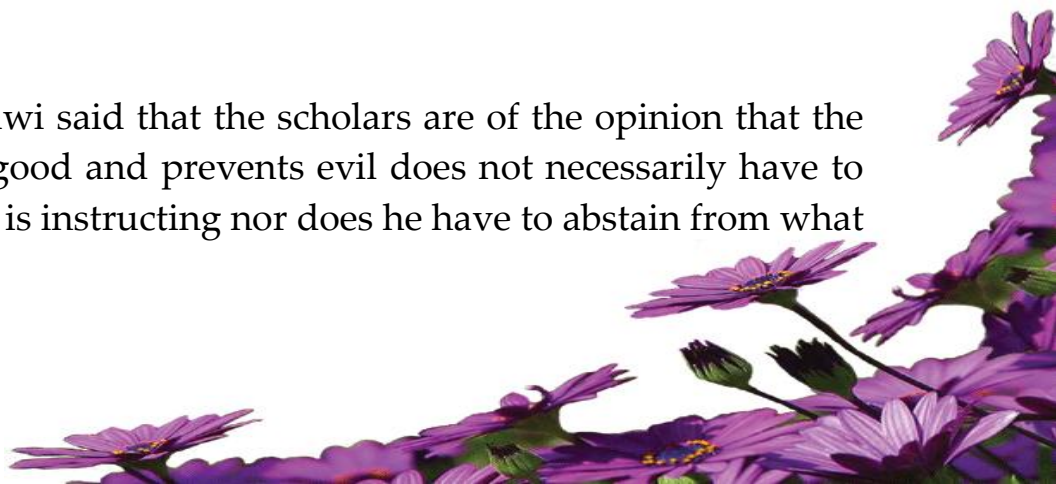 wi said that the scholars are of the opinion that the
good and prevents evil does not necessarily have to
is instructing nor does he have to abstain from what